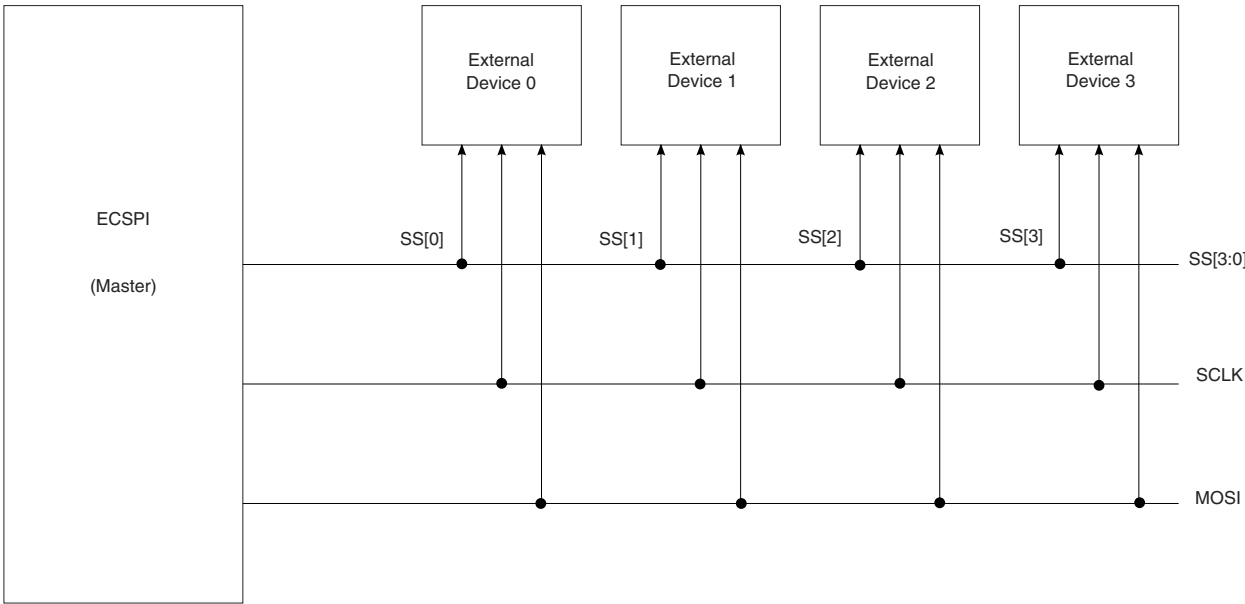 External
Device 0
External
Device 1
External
Device 2
External
Device 3
ECSPI
(Master)
SS[0]
SS[1]
SS[2]
SS[3]
SS[3:0]
SCLK
MOSI